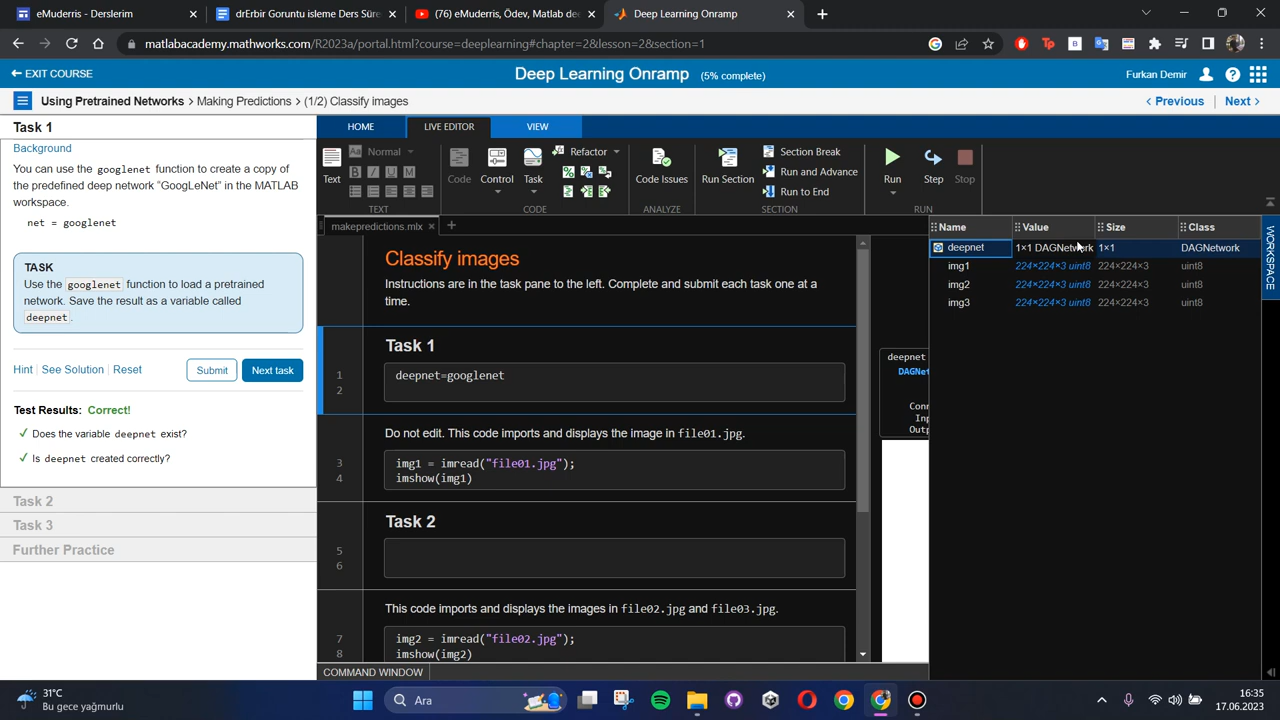 eMuderris - Derslerim
drErbir Goruntu isleme Ders Süre
(76) eMuderris, Ödev, Matlab de
Deep Learning Onramp
matlabacademy.mathworks.com/R2023a/portal.html?course=deeplearning#chapter=2&lesson=2&section=1
EXIT COURSE
Deep Learning Onramp (5% complete)
Furkan Demir
Using Pretrained Networks > Making Predictions > (1/2) Classify images
Previous
Next
Task 1
Background
You can use the googlenet function to create a copy of
the predefined deep network "GoogLeNet" in the MATLAB
workspace.
net = googlenet
TASK
Use the googlenet function to load a pretrained
network. Save the result as a variable called
deepnet.
Hint | See Solution | Reset
Submit
Next task
Test Results: Correct!
Does the variable deepnet exist?
Is deepnet created correctly?
Task 2
Task 3
Further Practice
HOME
LIVE EDITOR
VIEW
Text
Normal
TEXT
Code
Control
Task
Refactor
CODE
Code Issues
ANALYZE
Run Section
Section Break
Run and Advance
Run to End
SECTION
Run
Step
Stop
RUN
makepredictions.mlx
Classify images
Instructions are in the task pane to the left. Complete and submit each task one at a
time.
Task 1
1 deepnet=googlenet
2
Do not edit. This code imports and displays the image in file01.jpg.
3 img1 = imread("file01.jpg");
4 imshow(img1)
Task 2
5
6
This code imports and displays the images in file02.jpg and file03.jpg.
7 img2 = imread("file02.jpg");
8 imshow(img2)
COMMAND WINDOW
deepnet
DAGNetw
Conn
Inp
Outp
Name Value Size Class
deepnet 1×1 DAGNetwork 1×1 DAGNetwork
img1 224×224×3 uint8 224×224×3 uint8
img2 224×224×3 uint8 224×224×3 uint8
img3 224×224×3 uint8 224×224×3 uint8
WORKSPACE
31°C
Bu gece yağmurlu
Ara
16:35
17.06.2023